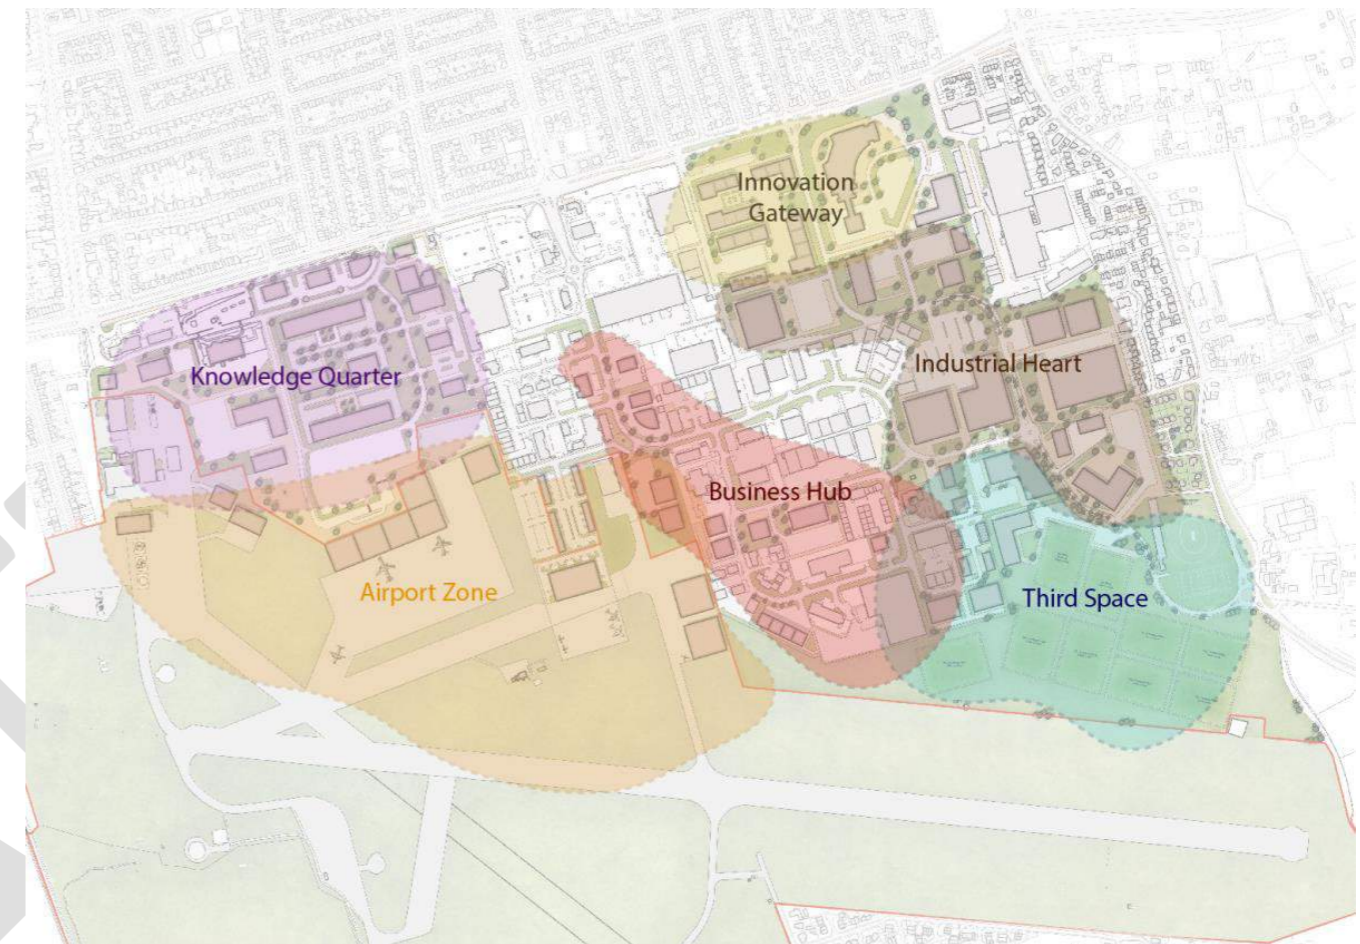 Innovation
Gateway
Industrial Heart
Knowledge Quarter
Business Hub
Airport Zone
Third Space